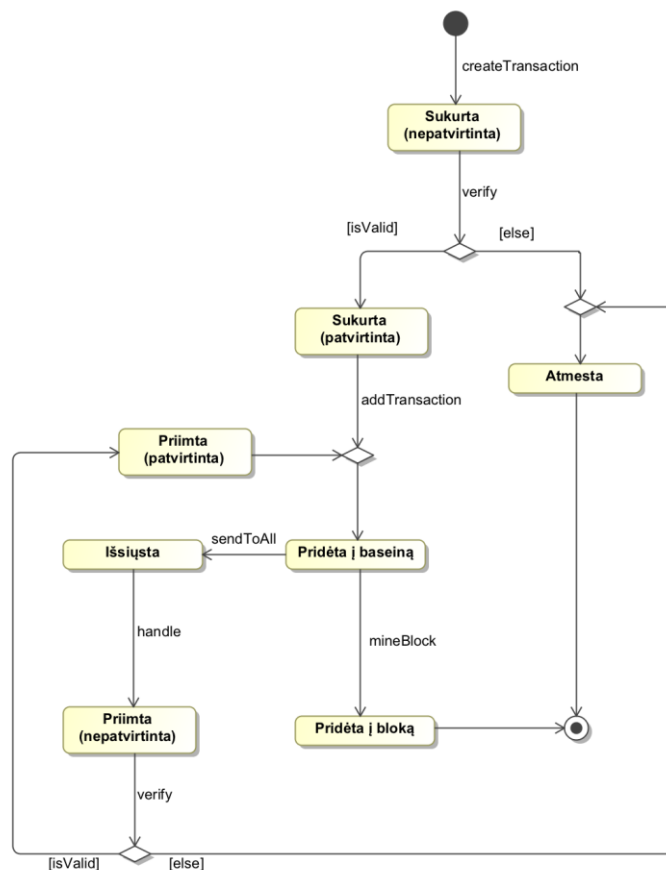 createTransaction
Sukurta
(nepatvirtinta)
verify
[isValid]
[else]
Sukurta
(patvirtinta)
Atmesta
addTransaction
Priimta
(patvirtinta)
sendToAll
Išsiųsta
Pridėta į baseiną
handle
mineBlock
Priimta
(nepatvirtinta)
Pridėta į bloką
verify
[isValid]
[else]